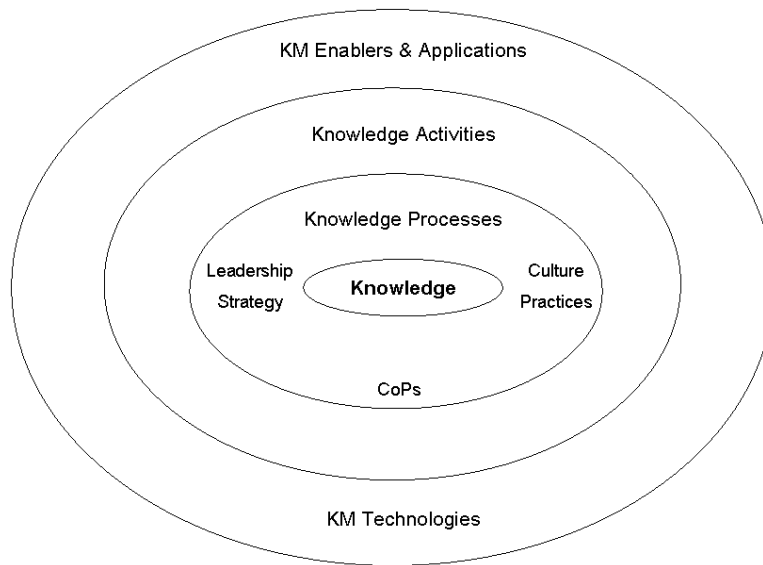 KM Enablers & Applications
Knowledge Activities
Knowledge Processes
Leadership
Strategy
Knowledge
Culture
Practices
CoPs
KM Technologies